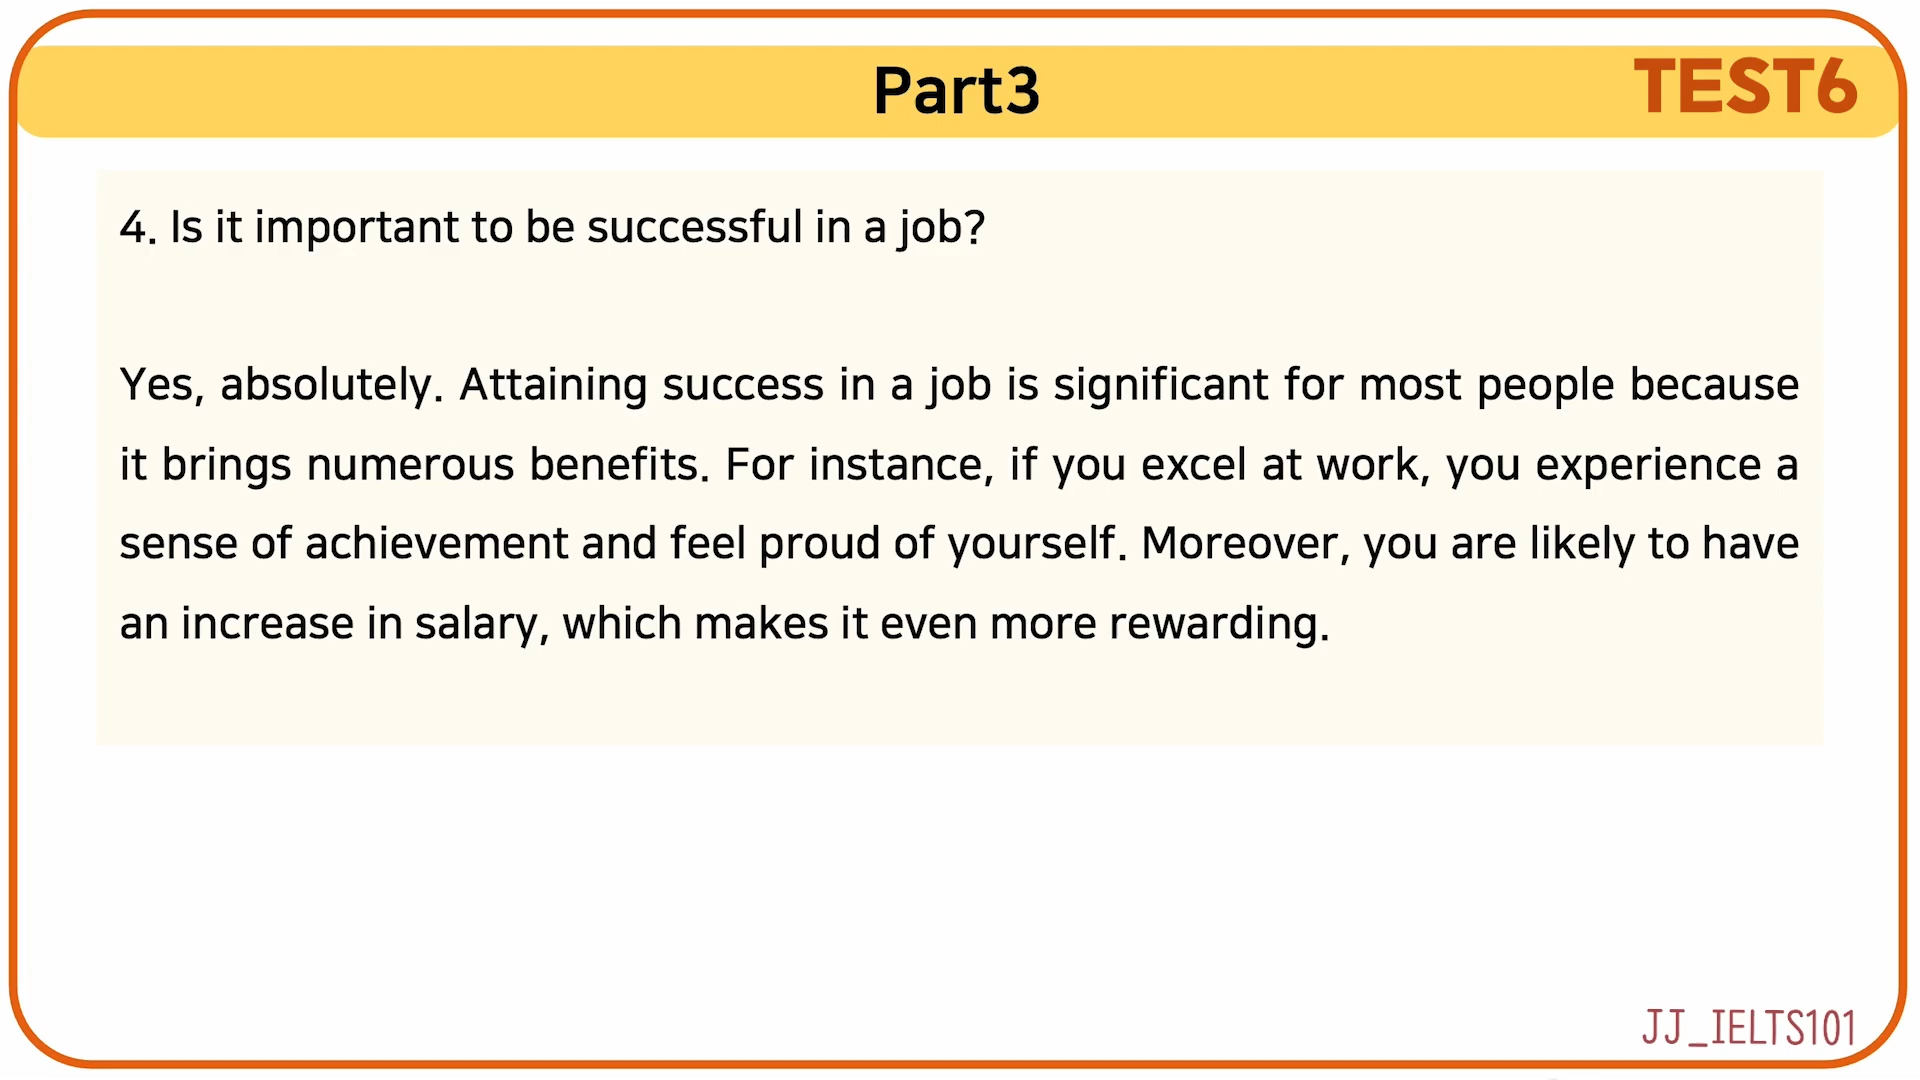 Part3
TEST6
4. Is it important to be successful in a job?
Yes, absolutely. Attaining success in a job is significant for most people because
it brings numerous benefits. For instance, if you excel at work, you experience a
sense of achievement and feel proud of yourself. Moreover, you are likely to have
an increase in salary, which makes it even more rewarding.
JJ_IELTS101